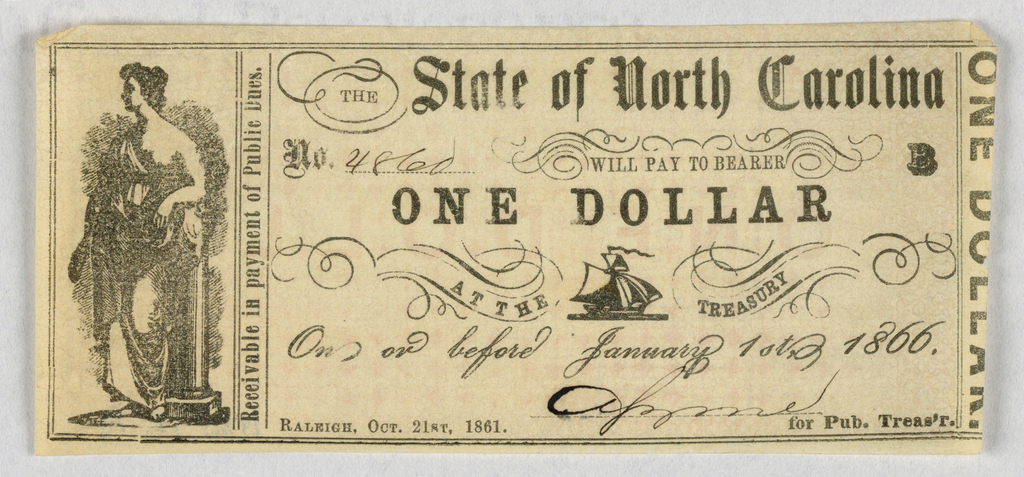 THE State of North Carolina
No. 4860
WILL PAY TO BEARER
B
ONE DOLLAR
AT THE TREASURY
On or before January 1st, 1866.
RALEIGH, OCT. 21ST, 1861.
for Pub. Treas'r.
Receivable in payment of Public Dues.
ONE DOLLAR